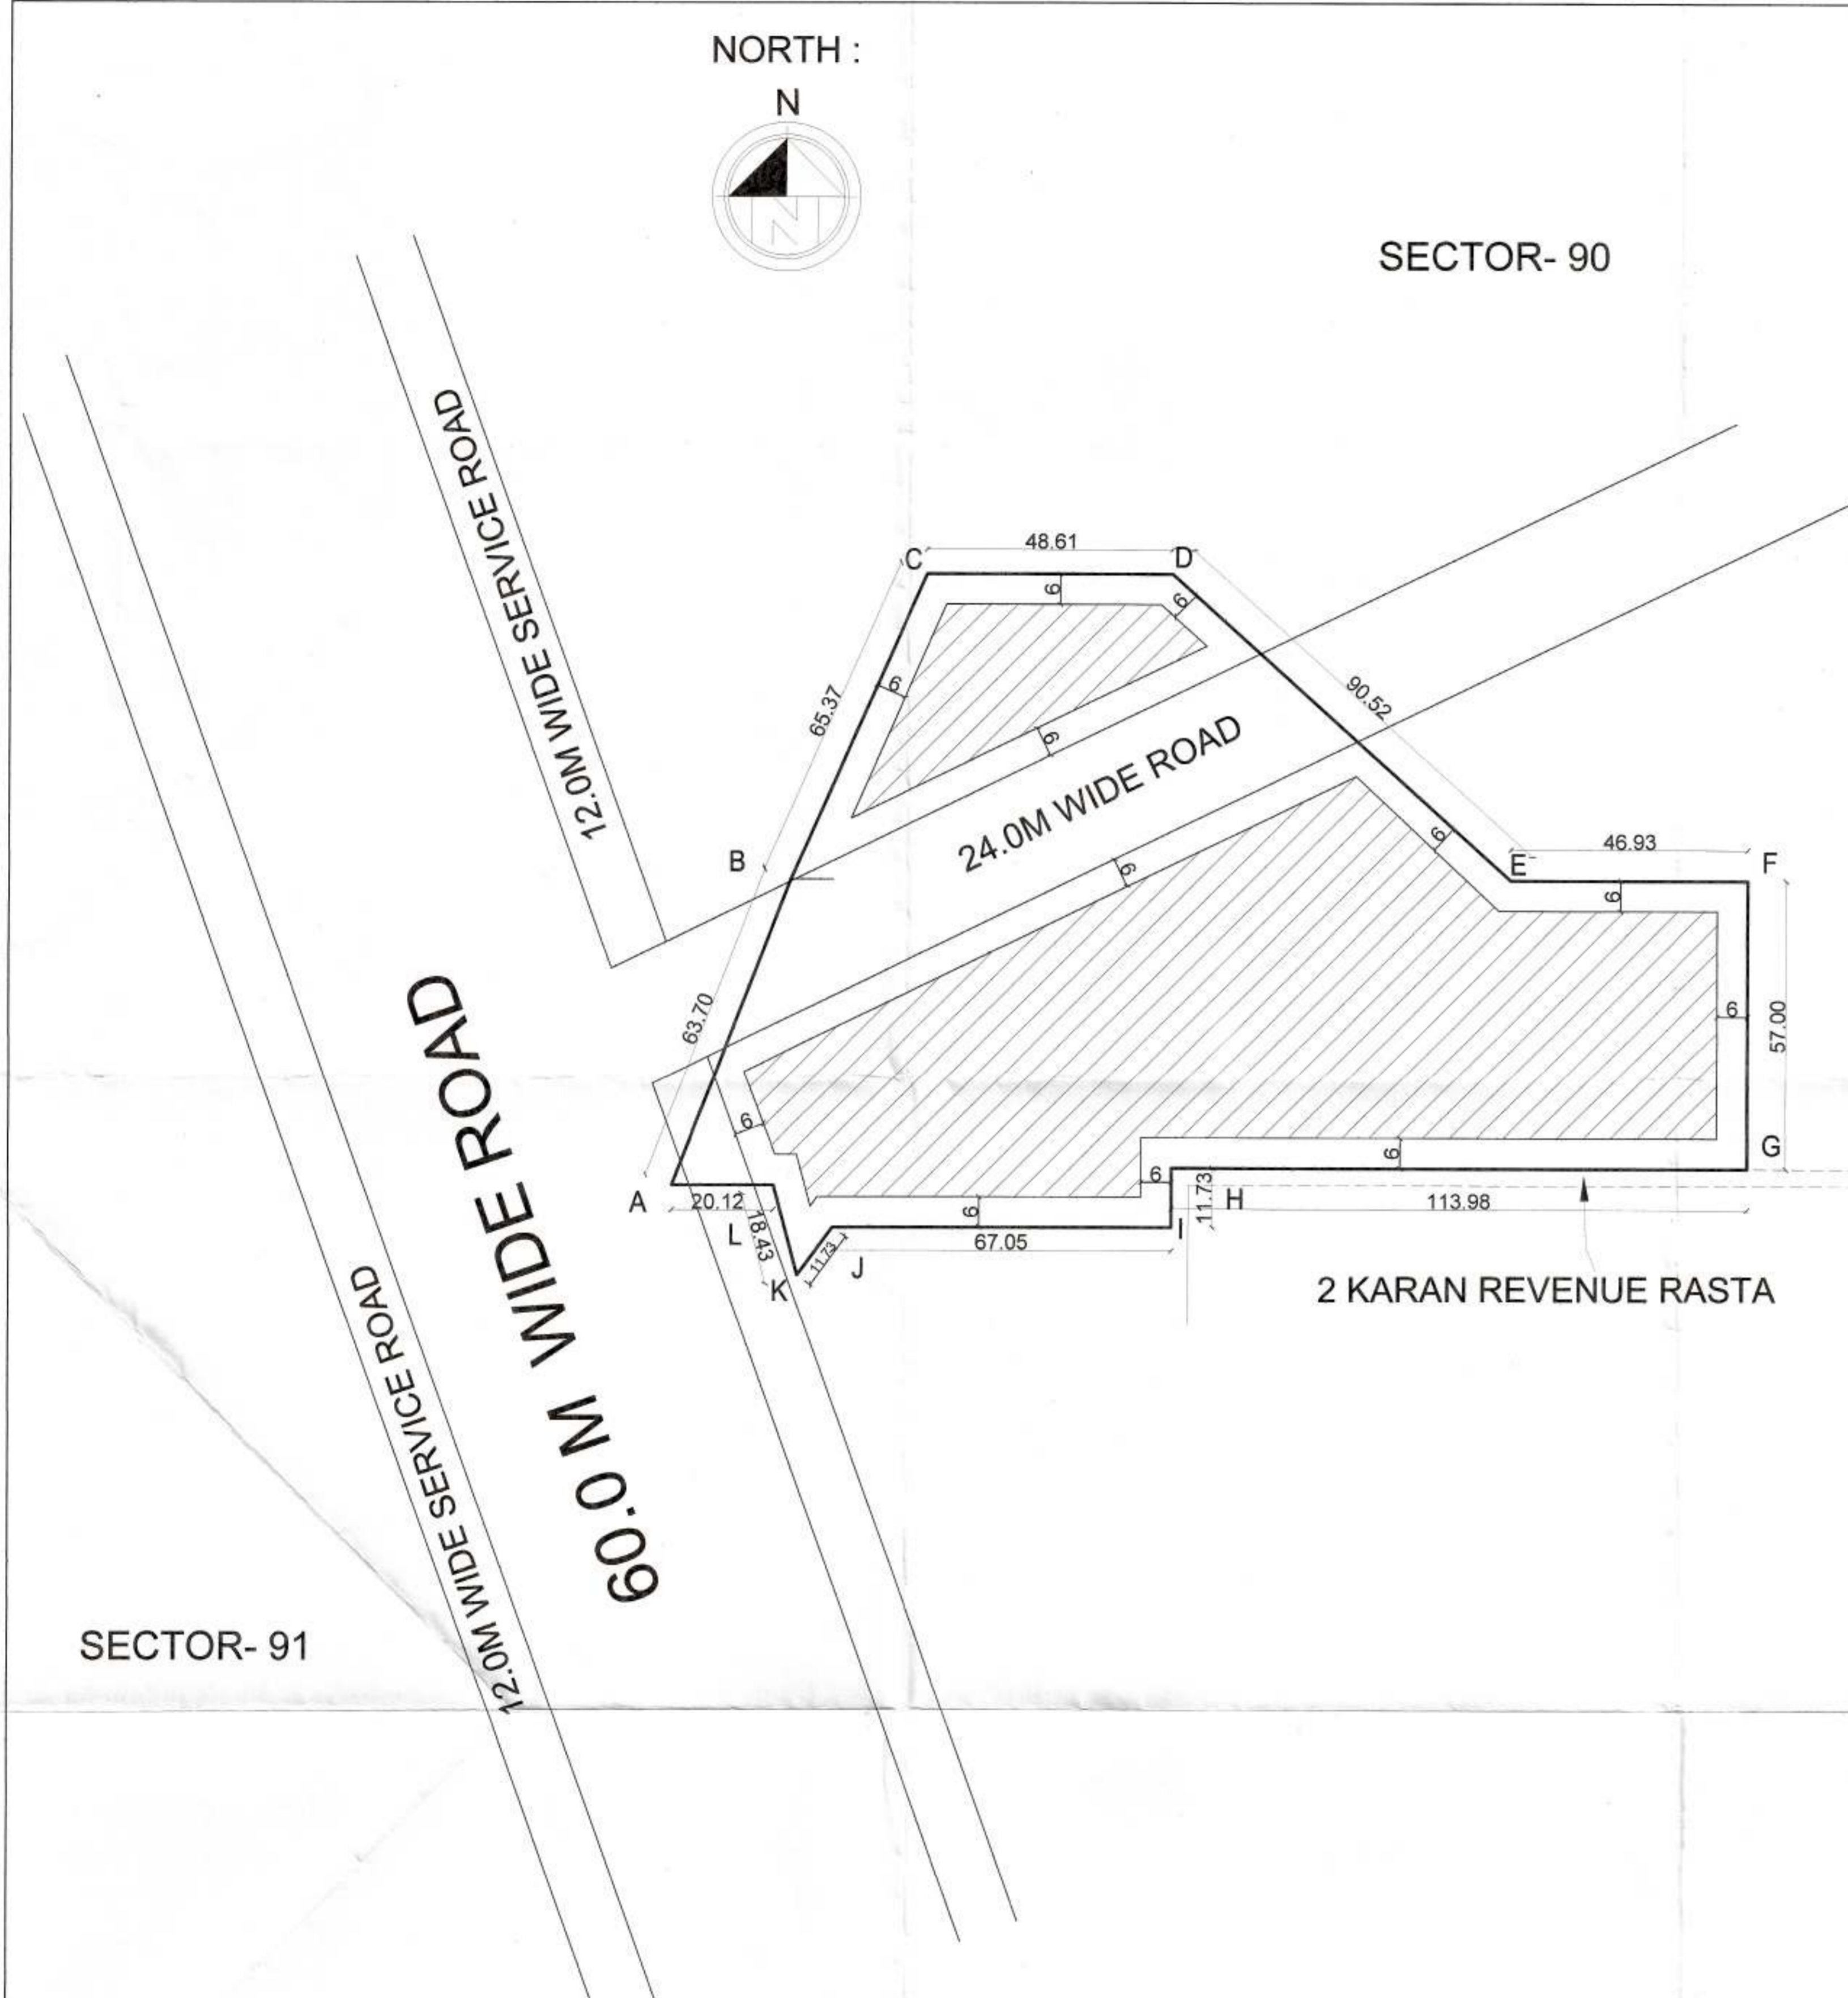 NORTH :
N
SECTOR- 90
12.0M WIDE SERVICE ROAD
C
48.61
D
6
6
6
65.37
90.52
6
24.0M WIDE ROAD
B
6
6
E
46.93
F
6
63.70
6
57.00
60.0 M WIDE ROAD
6
G
6
6
A
20.12
L
18.43
K
11.73
J
6
67.05
I
11.73
H
113.98
2 KARAN REVENUE RASTA
12.0M WIDE SERVICE ROAD
SECTOR- 91